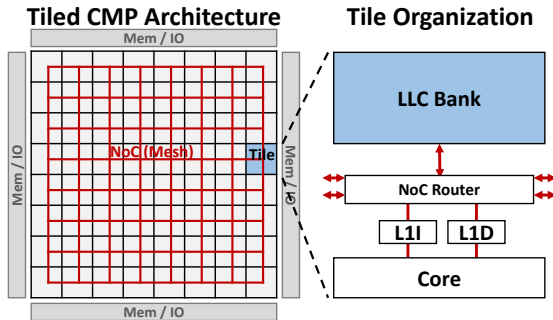 Tiled CMP Architecture
Mem / IO
Mem / IO
NoC (Mesh)
Tile
Mem / IO
Mem / IO
Tile Organization
LLC Bank
NoC Router
L1I
L1D
Core